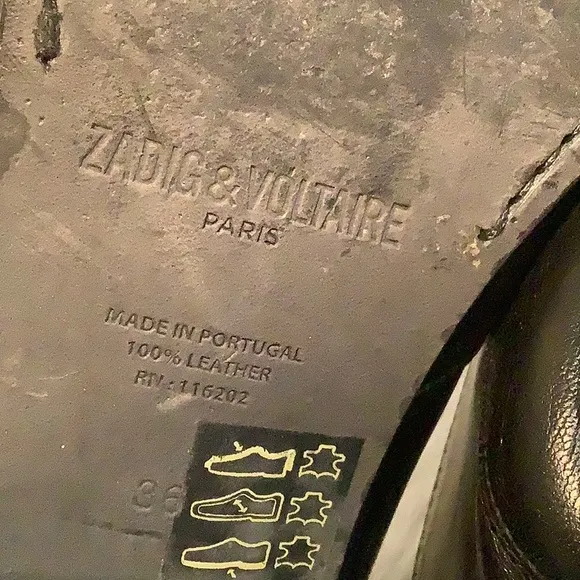 ZADIG & VOLTAIRE
PARIS
MADE IN PORTUGAL
100% LEATHER
RN : 116202
36